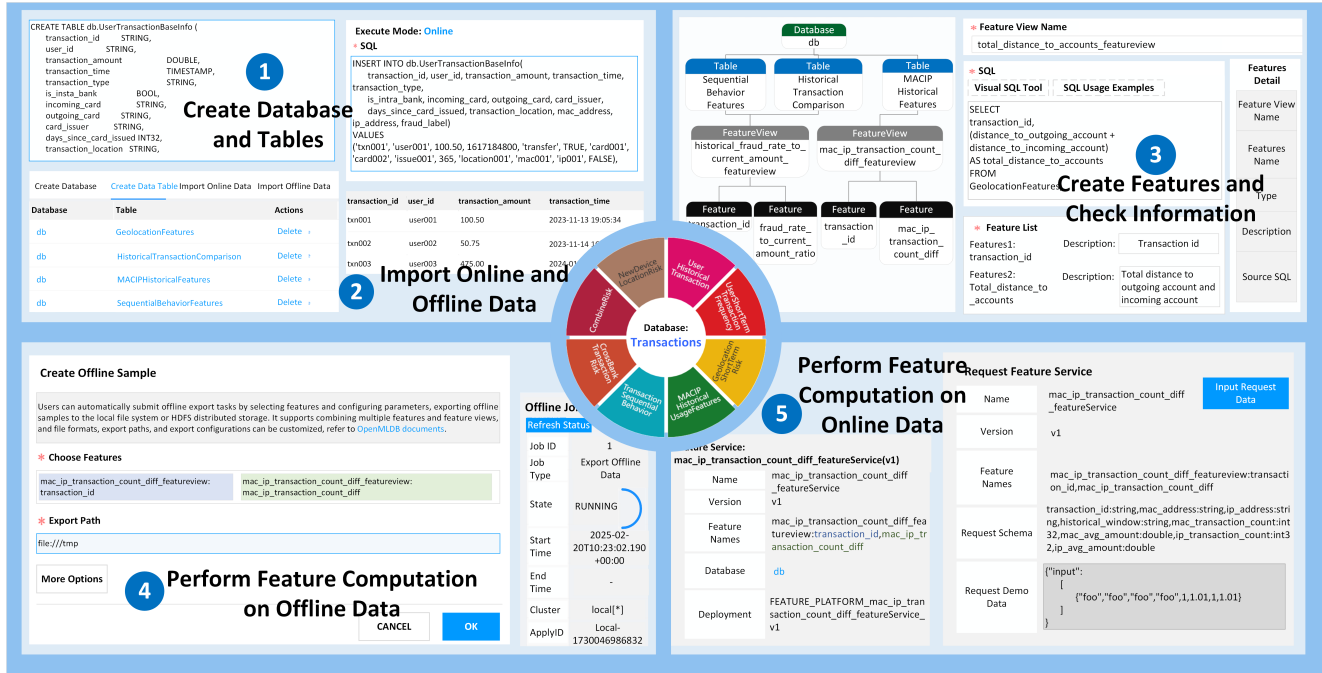 CREATE TABLE db.UserTransactionBaseInfo (
transaction_id STRING,
user_id STRING,
transaction_amount DOUBLE,
transaction_time TIMESTAMP,
transaction_type STRING,
is_insta_bank BOOL,
incoming_card STRING,
outgoing_card STRING,
card_issuer STRING,
days_since_card_issued INT32,
transaction_location STRING,
1
Create Database
and Tables
Execute Mode: Online
* SQL
INSERT INTO db.UserTransactionBaseInfo(
transaction_id, user_id, transaction_amount, transaction_time,
transaction_type,
is_intra_bank, incoming_card, outgoing_card, card_issuer,
days_since_card_issued, transaction_location, mac_address,
ip_address, fraud_label)
VALUES
('txn001', 'user001', 100.50, 1617184800, 'transfer', TRUE, 'card001',
'card002', 'issue001', 365, 'location001', 'mac001', 'ip001', FALSE),
Create Database Create Data Table Import Online Data Import Offline Data
Database Table Actions
db GeolocationFeatures Delete
db HistoricalTransactionComparison Delete
db MACIPHistoricalFeatures Delete
db SequentialBehaviorFeatures Delete
transaction_id user_id transaction_amount transaction_time
txn001 user001 100.50 2023-11-13 19:05:34
txn002 user002 50.75 2023-11-14
txn003 user003 475.00 2024-01
2
Import Online and
Offline Data
Database
db
Table Table Table
Sequential
Behavior
Features
Historical
Transaction
Comparison
MACIP
Historical
Features
FeatureView
historical_fraud_rate_to_
current_amount_
featureview
FeatureView
mac_ip_transaction_count_
diff_featureview
Feature
transaction_id
Feature
fraud_rate_
to_current_
amount_ratio
Feature
transaction
_id
Feature
mac_ip_
transaction_
count_diff
* Feature View Name
total_distance_to_accounts_featureview
* SQL
Visual SQL Tool SQL Usage Examples
SELECT
transaction_id,
(distance_to_outgoing_account +
distance_to_incoming_account)
AS total_distance_to_accounts
FROM
GeolocationFeatures
3
Create Features and
Check Information
* Feature List
Features1:
transaction_id
Description: Transaction id
Features2:
Total_distance_to
_accounts
Description: Total distance to
outgoing account and
incoming account
Features
Detail
Feature View
Name
Features
Name
Type
Description
Source SQL
Database:
Transactions
User
Historical
Transaction
UserShortTerm
Transaction
Frequency
Geolocation
ShortTerm
Risk
MACIP
Historical
UsageFeatures
Transaction
Sequential
Behavior
CrossBank
Transaction
Risk
CombineRisk
NewDevice
LocationRisk
Create Offline Sample
Users can automatically submit offline export tasks by selecting features and configuring parameters, exporting offline
samples to the local file system or HDFS distributed storage. It supports combining multiple features and feature views,
and file formats, export paths, and export configurations can be customized, refer to OpenMLDB documents.
* Choose Features
mac_ip_transaction_count_diff_featureview:
transaction_id
mac_ip_transaction_count_diff_featureview:
mac_ip_transaction_count_diff
* Export Path
file:///tmp
More Options
4
Perform Feature Computation
on Offline Data
CANCEL OK
Offline Jo
Refresh Status
Job ID 1
Job
Type
Export Offline
Data
State RUNNING
Start
Time
2025-02-
20T10:23:02.190
+00:00
End
Time
-
Cluster local[*]
ApplyID Local-
1730046986832
5
Perform Feature
Computation on
Online Data
ure Service:
mac_ip_transaction_count_diff_featureService(v1)
Name mac_ip_transaction_count_diff
_featureService
Version v1
Feature
Names
mac_ip_transaction_count_diff_fea
tureview:transaction_id,mac_ip_tr
ansaction_count_diff
Database db
Deployment FEATURE_PLATFORM_mac_ip_tran
saction_count_diff_featureService_
v1
Request Feature Service
Input Request
Data
Name mac_ip_transaction_count_diff
_featureService
Version v1
Feature
Names
mac_ip_transaction_count_diff_featureview:transacti
on_id,mac_ip_transaction_count_diff
Request Schema transaction_id:string,mac_address:string,ip_address:stri
ng,historical_window:string,mac_transaction_count:int
32,mac_avg_amount:double,ip_transaction_count:int3
2,ip_avg_amount:double
Request Demo
Data
{"input":
[
{"foo","foo","foo","foo",1,1.01,1,1.01}
]
}